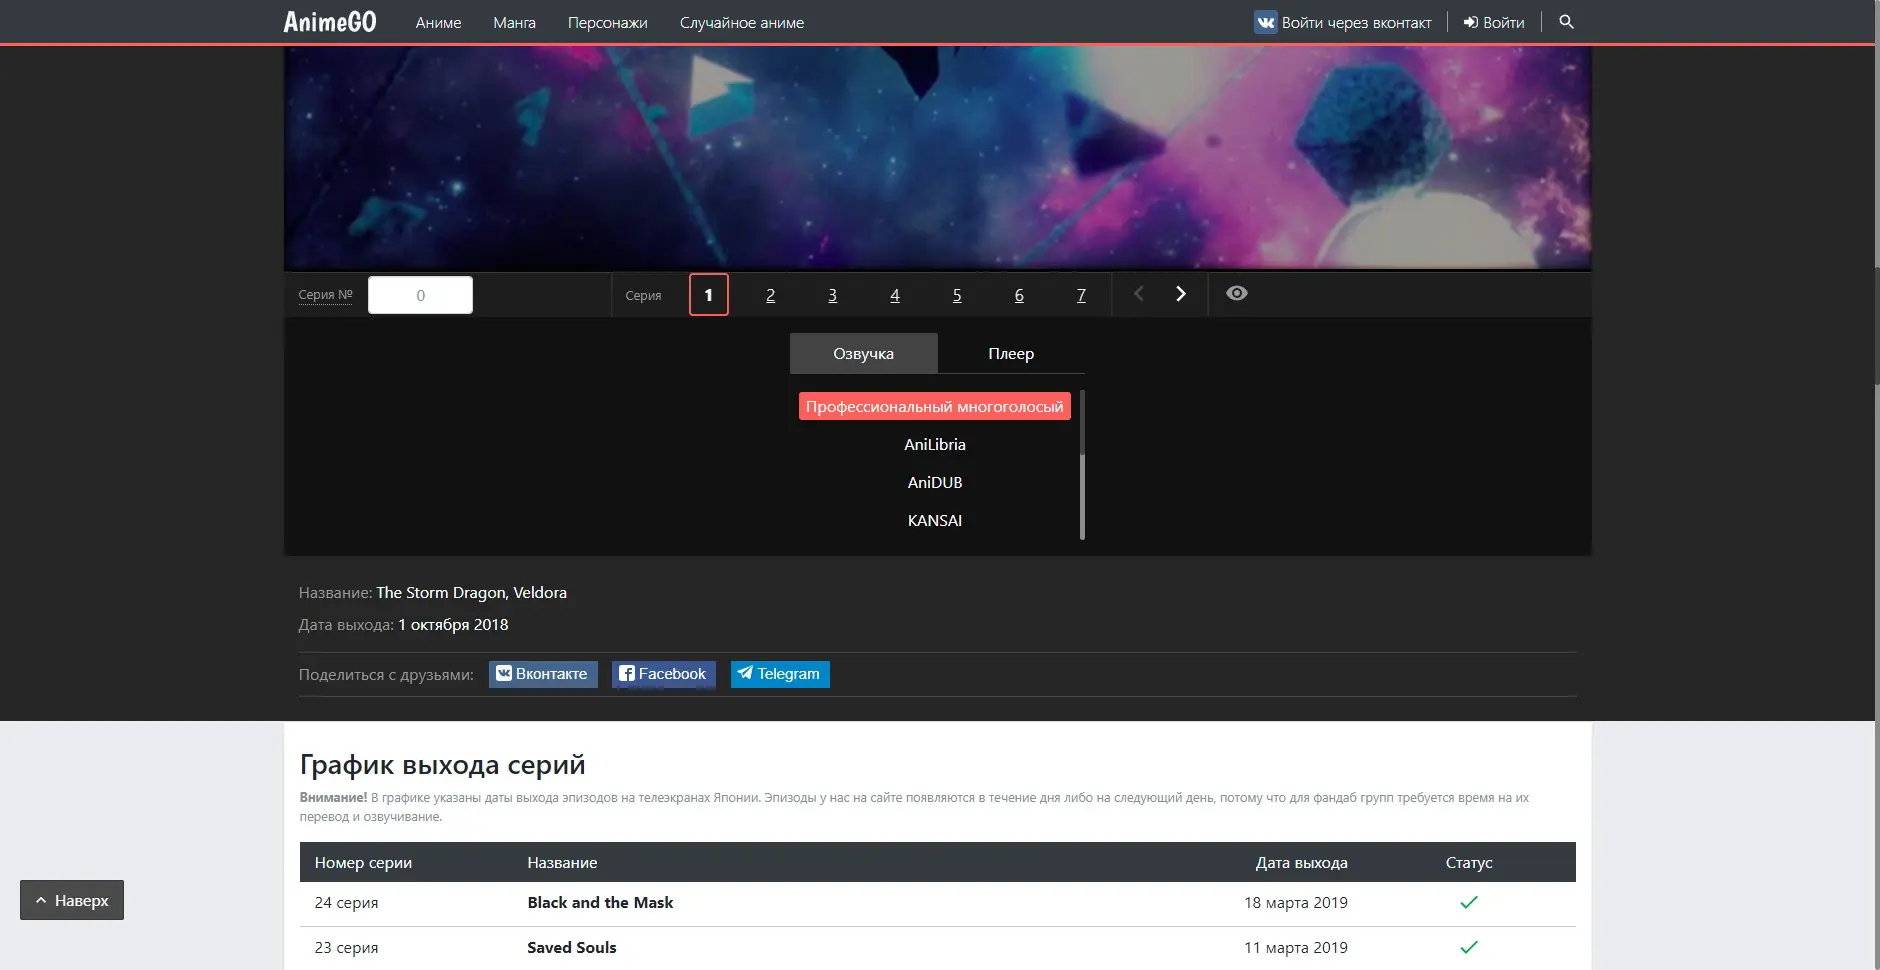 AnimeGO Аниме Манга Персонажи Случайное аниме Войти через вконтакт Войти
Серия № 0 Серия 1 2 3 4 5 6 7
Озвучка Плеер
Профессиональный многоголосый
AniLibria
AniDUB
KANSAI
Название: The Storm Dragon, Veldora
Дата выхода: 1 октября 2018
Поделиться с друзьями: Вконтакте Facebook Telegram
График выхода серий
Внимание! В графике указаны даты выхода эпизодов на телеэкранах Японии. Эпизоды у нас на сайте появляются в течение дня либо на следующий день, потому что для фандаб групп требуется время на их
перевод и озвучивание.
Номер серии Название Дата выхода Статус
24 серия Black and the Mask 18 марта 2019
23 серия Saved Souls 11 марта 2019
Наверх